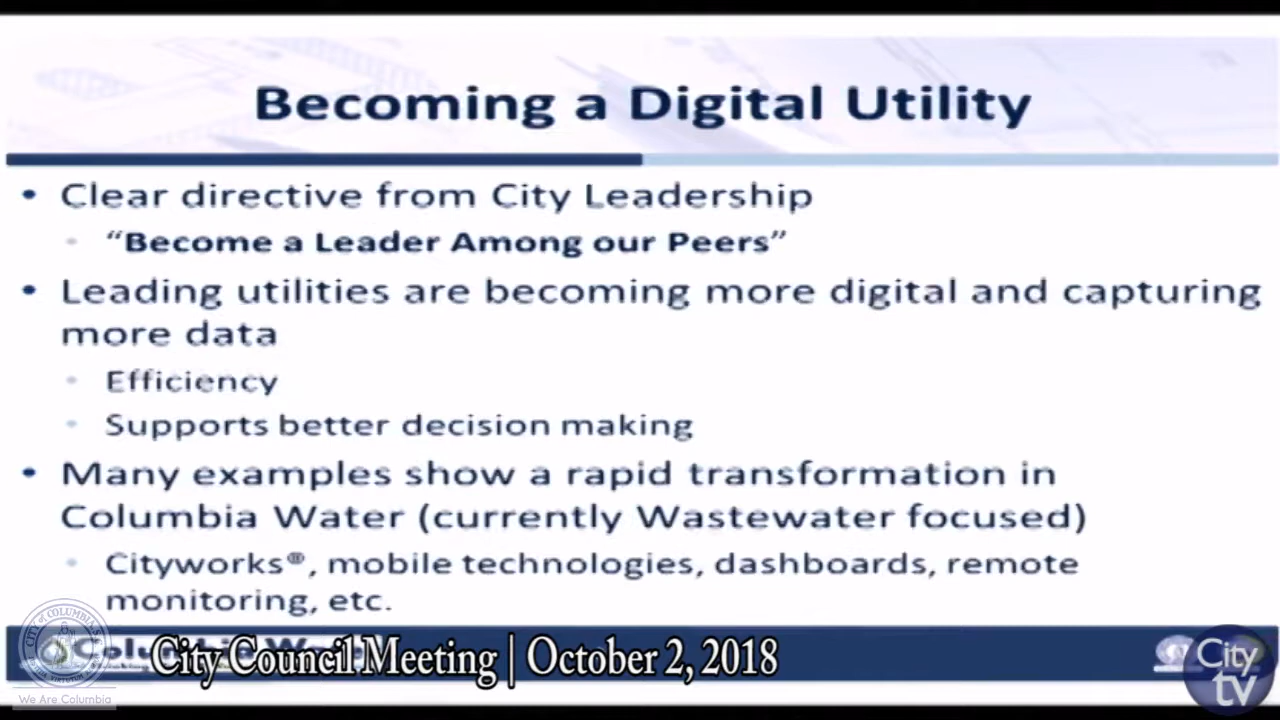 Becoming a Digital Utility
• Clear directive from City Leadership
• “Become a Leader Among our Peers”
• Leading utilities are becoming more digital and capturing
more data
• Efficiency
• Supports better decision making
• Many examples show a rapid transformation in
Columbia Water (currently Wastewater focused)
• Cityworks®, mobile technologies, dashboards, remote
monitoring, etc.
City Council Meeting | October 2, 2018
We Are Columbia
City
tv